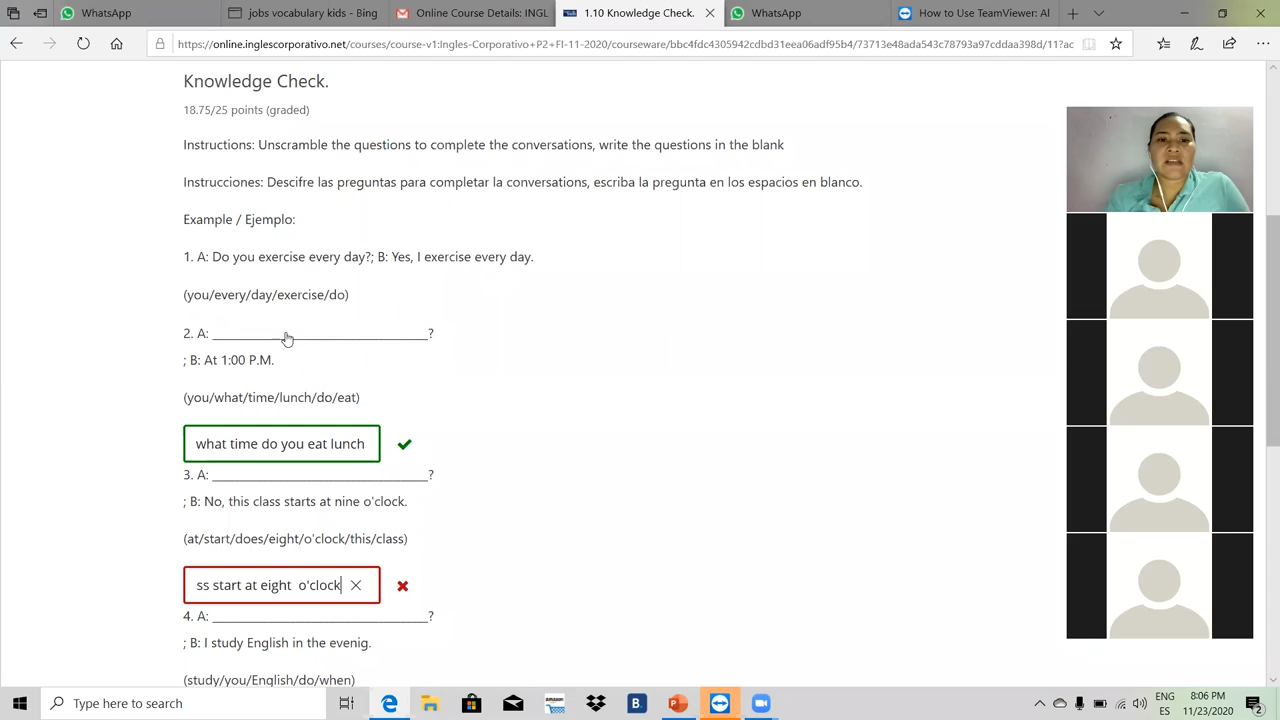 WhatsApp
jobs vocabulary kids - Bing
Online Course Details: INGL
1.10 Knowledge Check.
WhatsApp
How to Use TeamViewer: Al
https://online.inglescorporativo.net/courses/course-v1:Ingles-Corporativo+P2+FI-11-2020/courseware/bbc4fdc4305942cdbd31eea06adf95b4/73713e48ada543c78793a97cddaa398d/11?ac
Knowledge Check.
18.75/25 points (graded)
Instructions: Unscramble the questions to complete the conversations, write the questions in the blank
Instrucciones: Descifre las preguntas para completar la conversations, escriba la pregunta en los espacios en blanco.
Example / Ejemplo:
1. A: Do you exercise every day?; B: Yes, I exercise every day.
(you/every/day/exercise/do)
2. A: ______________________________?
; B: At 1:00 P.M.
(you/what/time/lunch/do/eat)
what time do you eat lunch
3. A: ______________________________?
; B: No, this class starts at nine o'clock.
(at/start/does/eight/o'clock/this/class)
ss start at eight  o'clock
4. A: ______________________________?
; B: I study English in the evenig.
(study/you/English/do/when)
Type here to search
ENG
ES
8:06 PM
11/23/2020
2